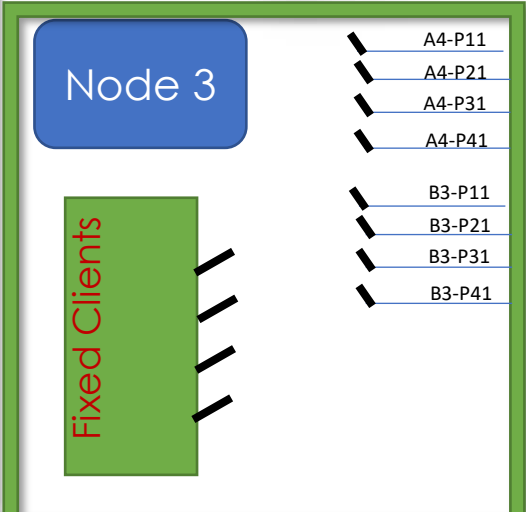 Node 3
A4-P11
A4-P21
A4-P31
A4-P41
B3-P11
B3-P21
B3-P31
B3-P41
Fixed Clients